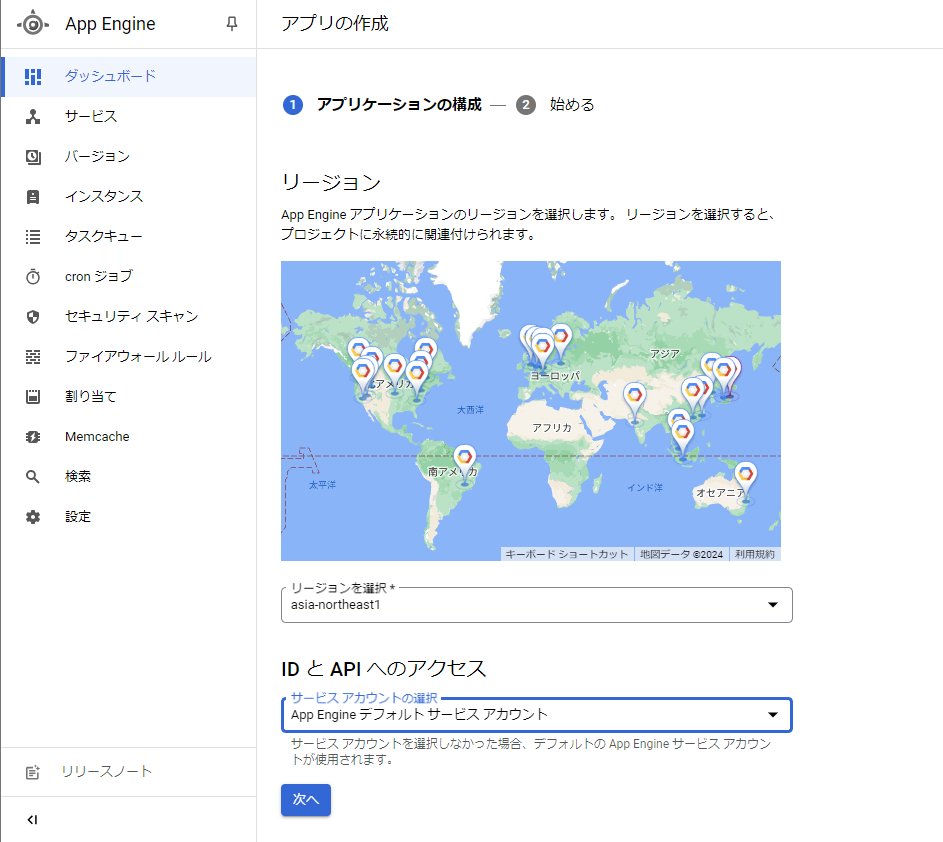 App Engine
アプリの作成
ダッシュボード
サービス
バージョン
インスタンス
タスクキュー
cron ジョブ
セキュリティ スキャン
ファイアウォール ルール
割り当て
Memcache
検索
設定
リリースノート
1 アプリケーションの構成 — 2 始める
リージョン
App Engine アプリケーションのリージョンを選択します。 リージョンを選択すると、
プロジェクトに永続的に関連付けられます。
アジア
ヨーロッパ
アメリカ
大西洋
アフリカ
南アメリカ
太平洋
インド洋
オセアニア
キーボード ショートカット 地図データ ©2024 利用規約
リージョンを選択 *
asia-northeast1
ID と API へのアクセス
サービス アカウントの選択
App Engine デフォルト サービス アカウント
サービス アカウントを選択しなかった場合、デフォルトの App Engine サービス アカウン
トが使用されます。
次へ